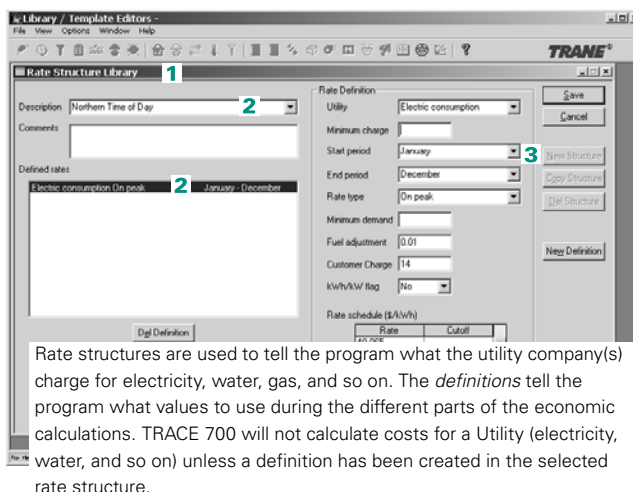 Library / Template Editors -
File View Options Window Help
TRANE®
Rate Structure Library 1
Description Northern Time of Day 2
Comments
Defined rates
Electric consumption On peak 2 January - December
Del Definition
Rate Definition
Utility Electric consumption
Minimum charge
Start period January 3
End period December
Rate type On peak
Minimum demand
Fuel adjustment 0.01
Customer Charge 14
kWh/kW flag No
Rate schedule ($/kWh)
Rate Cutoff
Save
Cancel
New Structure
Copy Structure
Del Structure
New Definition
Rate structures are used to tell the program what the utility company(s)
charge for electricity, water, gas, and so on. The definitions tell the
program what values to use during the different parts of the economic
calculations. TRACE 700 will not calculate costs for a Utility (electricity,
water, and so on) unless a definition has been created in the selected
rate structure.